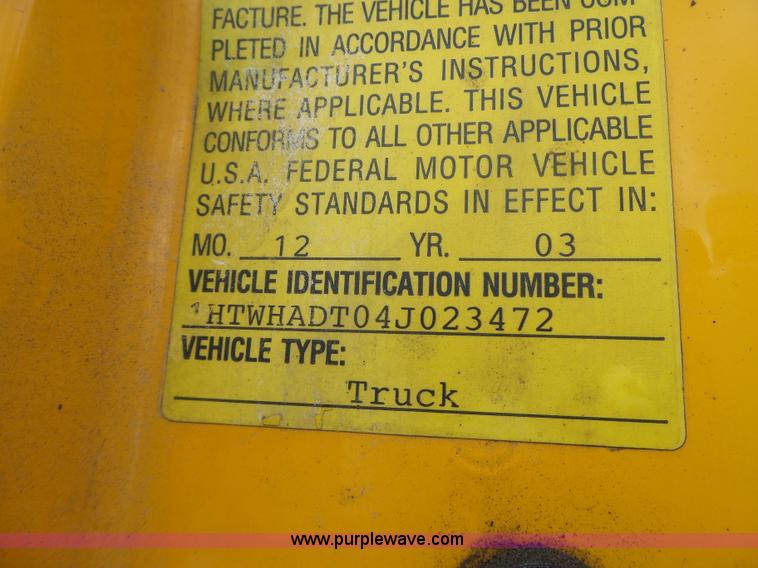 FACTURE. THE VEHICLE HAS BEEN COM-
PLETED IN ACCORDANCE WITH PRIOR
MANUFACTURER'S INSTRUCTIONS,
WHERE APPLICABLE. THIS VEHICLE
CONFORMS TO ALL OTHER APPLICABLE
U.S.A. FEDERAL MOTOR VEHICLE
SAFETY STANDARDS IN EFFECT IN:
MO. 12 YR. 03
VEHICLE IDENTIFICATION NUMBER:
1HTWHADT04J023472
VEHICLE TYPE:
Truck
www.purplewave.com